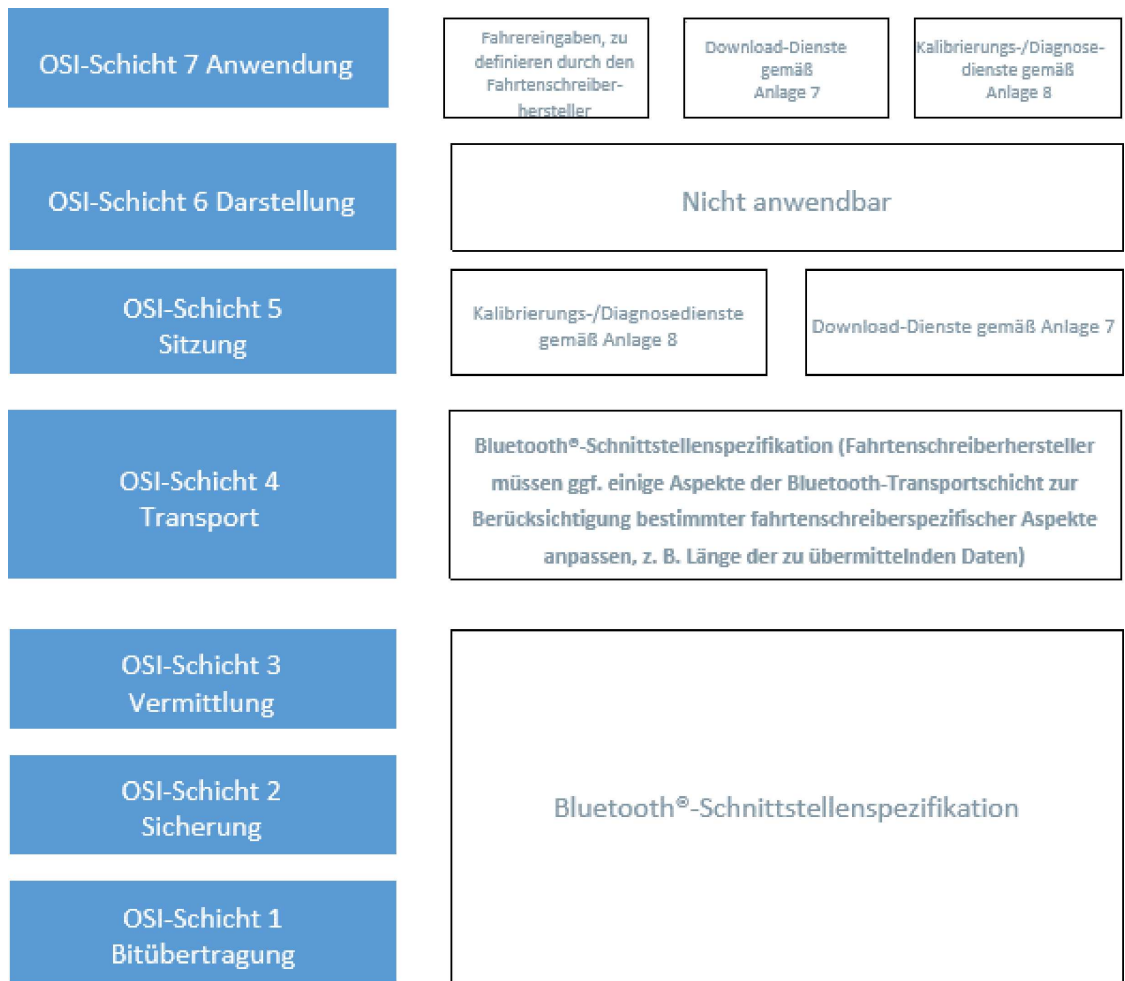 OSI-Schicht 7 Anwendung
Fahrereingaben, zu
definieren durch den
Fahrtenschreiber-
hersteller
Download-Dienste
gemäß
Anlage 7
Kalibrierungs-/Diagnose-
dienste gemäß
Anlage 8
OSI-Schicht 6 Darstellung
Nicht anwendbar
OSI-Schicht 5
Sitzung
Kalibrierungs-/Diagnosedienste
gemäß Anlage 8
Download-Dienste gemäß Anlage 7
OSI-Schicht 4
Transport
Bluetooth®-Schnittstellenspezifikation (Fahrtenschreiberhersteller
müssen ggf. einige Aspekte der Bluetooth-Transportschicht zur
Berücksichtigung bestimmter fahrtenschreiberspezifischer Aspekte
anpassen, z. B. Länge der zu übermittelnden Daten)
OSI-Schicht 3
Vermittlung
OSI-Schicht 2
Sicherung
Bluetooth®-Schnittstellenspezifikation
OSI-Schicht 1
Bitübertragung